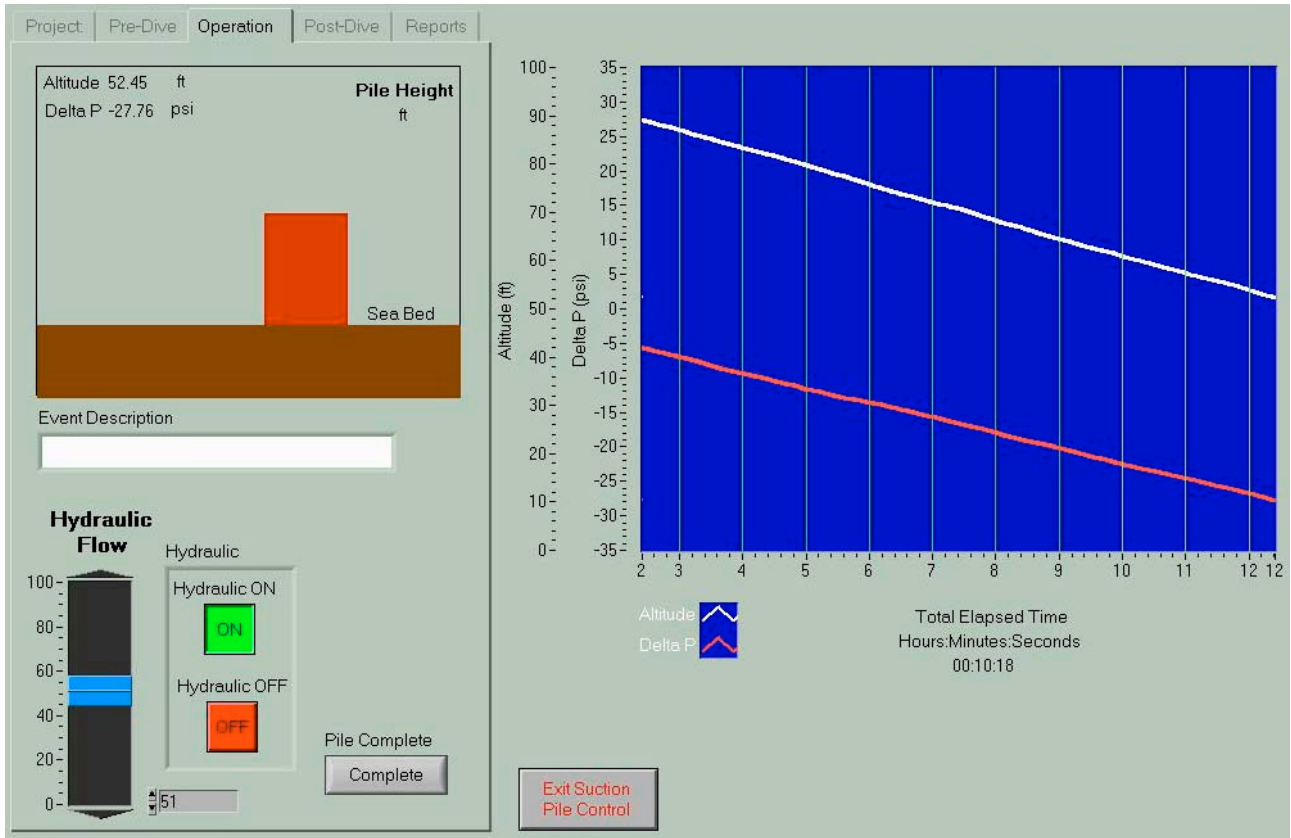 Project
Pre-Dive
Operation
Post-Dive
Reports
Altitude 52.45 ft
Delta P -27.76 psi
Pile Height
ft
Sea Bed
Event Description
Hydraulic
Flow
100
80
60
40
20
0
51
Hydraulic
Hydraulic ON
ON
Hydraulic OFF
OFF
Pile Complete
Complete
Altitude (ft)
100
90
80
70
60
50
40
30
20
10
0
Delta P (psi)
35
30
25
20
15
10
5
0
-5
-10
-15
-20
-25
-30
-35
2 3 4 5 6 7 8 9 10 11 12 12
Altitude
Delta P
Total Elapsed Time
Hours:Minutes:Seconds
00:10:18
Exit Suction
Pile Control